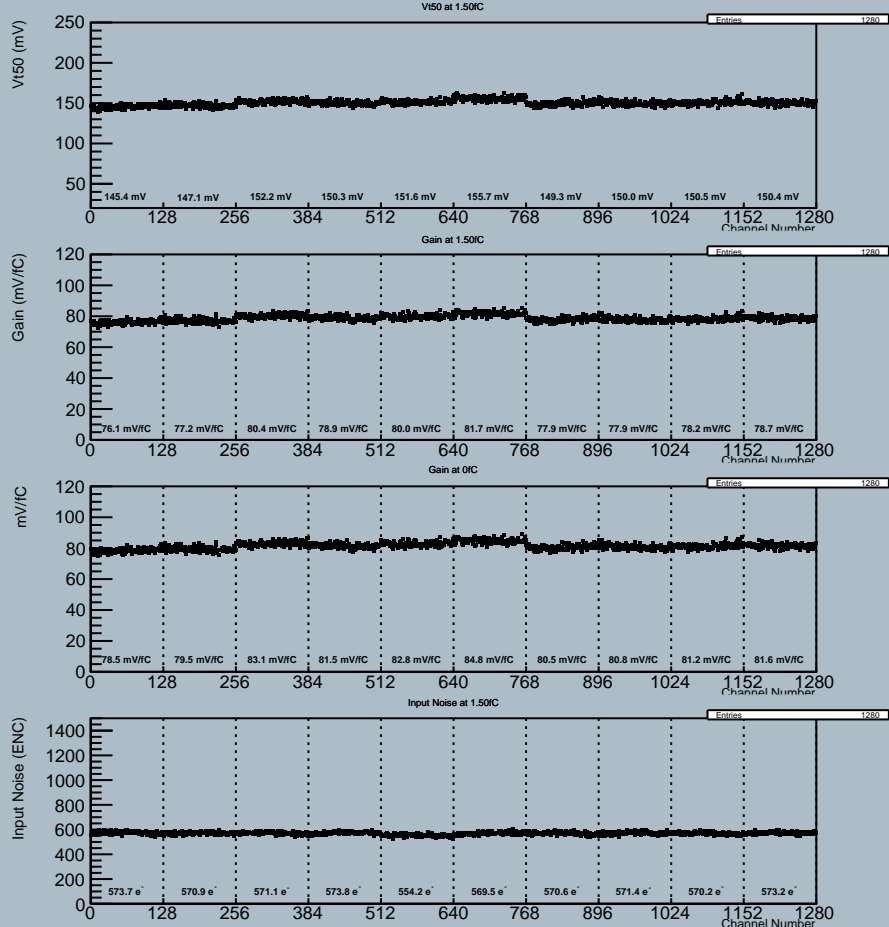 Vt50 at 1.50fC
Entries 1280
Vt50 (mV)
250
200
150
100
50
145.4 mV 147.1 mV 152.2 mV 150.3 mV 151.6 mV 155.7 mV 149.3 mV 150.0 mV 150.5 mV 150.4 mV
0 128 256 384 512 640 768 896 1024 1152 1280
Channel Number
Gain at 1.50fC
Entries 1280
Gain (mV/fC)
120
100
80
60
40
20
0
76.1 mV/fC 77.2 mV/fC 80.4 mV/fC 78.9 mV/fC 80.0 mV/fC 81.7 mV/fC 77.9 mV/fC 77.9 mV/fC 78.2 mV/fC 78.7 mV/fC
0 128 256 384 512 640 768 896 1024 1152 1280
Channel Number
Gain at 0fC
Entries 1280
mV/fC
120
100
80
60
40
20
0
78.5 mV/fC 79.5 mV/fC 83.1 mV/fC 81.5 mV/fC 82.8 mV/fC 84.8 mV/fC 80.5 mV/fC 80.8 mV/fC 81.2 mV/fC 81.6 mV/fC
0 128 256 384 512 640 768 896 1024 1152 1280
Channel Number
Input Noise at 1.50fC
Entries 1280
Input Noise (ENC)
1400
1200
1000
800
600
400
200
0
573.7 e⁻ 570.9 e⁻ 571.1 e⁻ 573.8 e⁻ 554.2 e⁻ 569.5 e⁻ 570.6 e⁻ 571.4 e⁻ 570.2 e⁻ 573.2 e⁻
0 128 256 384 512 640 768 896 1024 1152 1280
Channel Number